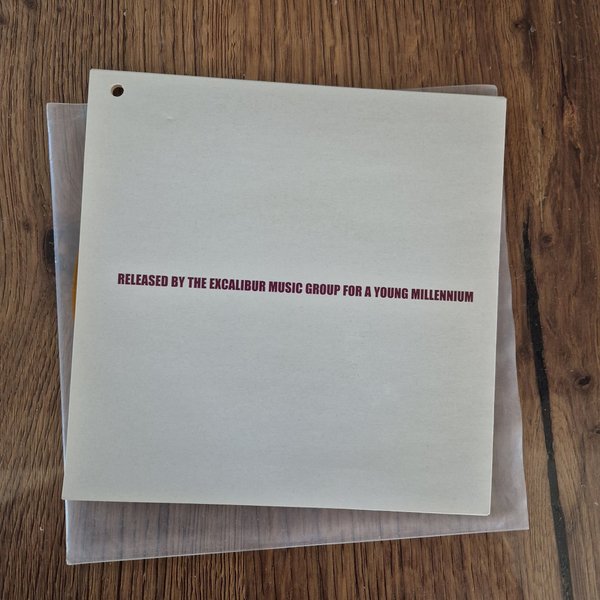 RELEASED BY THE EXCALIBUR MUSIC GROUP FOR A YOUNG MILLENNIUM